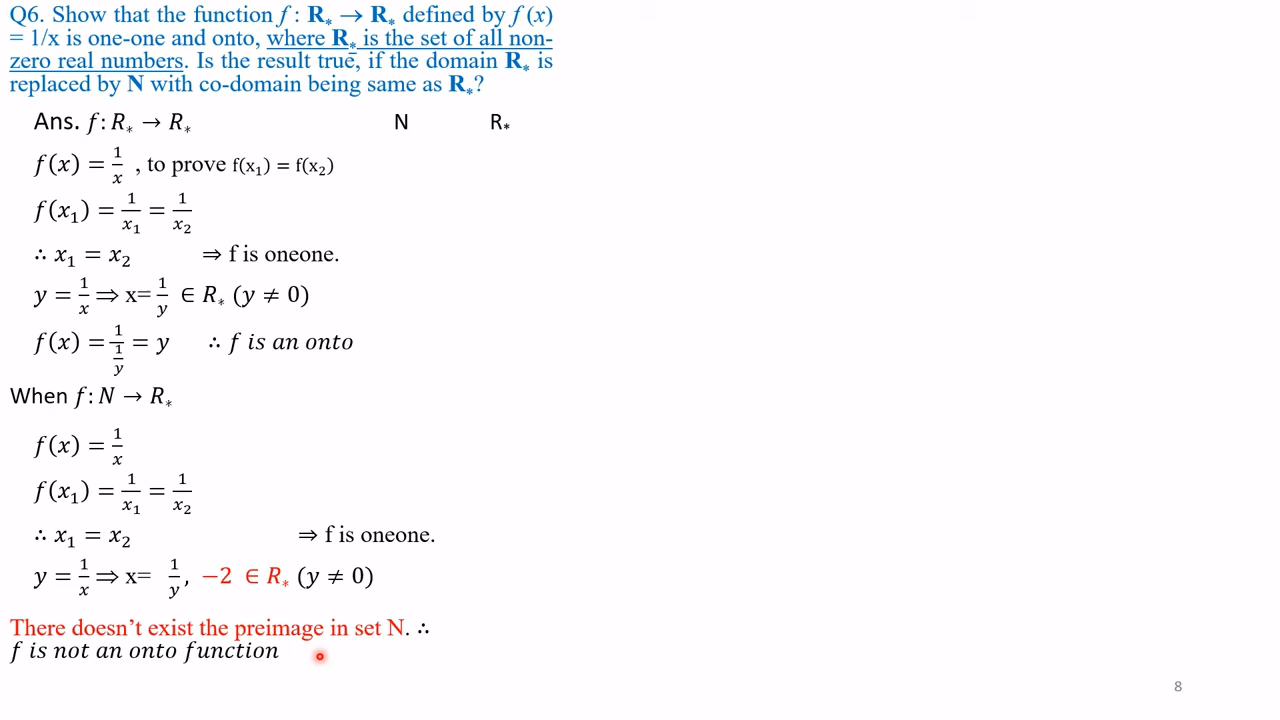 Q6. Show that the function f : R* → R* defined by f (x)
= 1/x is one-one and onto, where R* is the set of all non-
zero real numbers. Is the result true, if the domain R* is
replaced by N with co-domain being same as R*?
Ans. f: R* → R* N R*
f(x) = 1/x , to prove f(x₁) = f(x₂)
f(x₁) = 1/x₁ = 1/x₂
∴ x₁ = x₂ ⇒ f is oneone.
y = 1/x ⇒ x= 1/y ∈ R* (y ≠ 0)
f(x) = 1/(1/y) = y ∴ f is an onto
When f: N → R*
f(x) = 1/x
f(x₁) = 1/x₁ = 1/x₂
∴ x₁ = x₂ ⇒ f is oneone.
y = 1/x ⇒ x= 1/y, −2 ∈ R* (y ≠ 0)
There doesn’t exist the preimage in set N. ∴
f is not an onto function
8